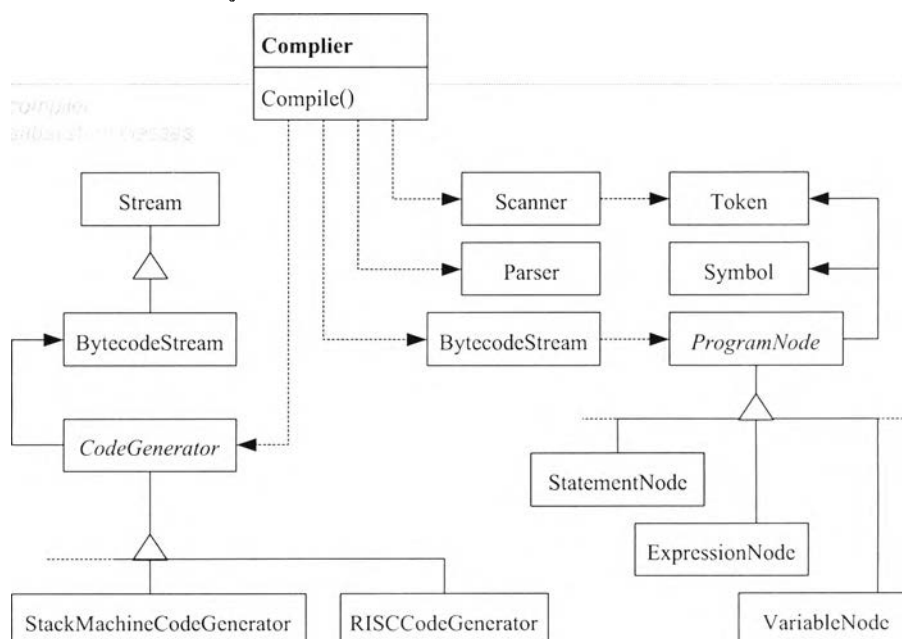 Complier
Compile()
Stream
Scanner
Token
Parser
Symbol
BytecodeStream
BytecodeStream
ProgramNode
CodeGenerator
StatementNode
ExpressionNode
StackMachineCodeGenerator
RISCCodeGenerator
VariableNode